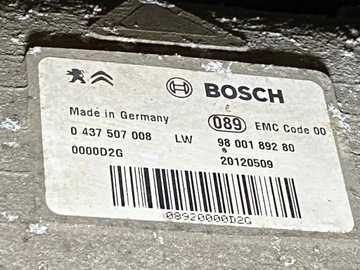 BOSCH
Made in Germany 089 EMC Code 00
0 437 507 008 LW 98 001 892 80
0000D2G 20120509
08920000D2G